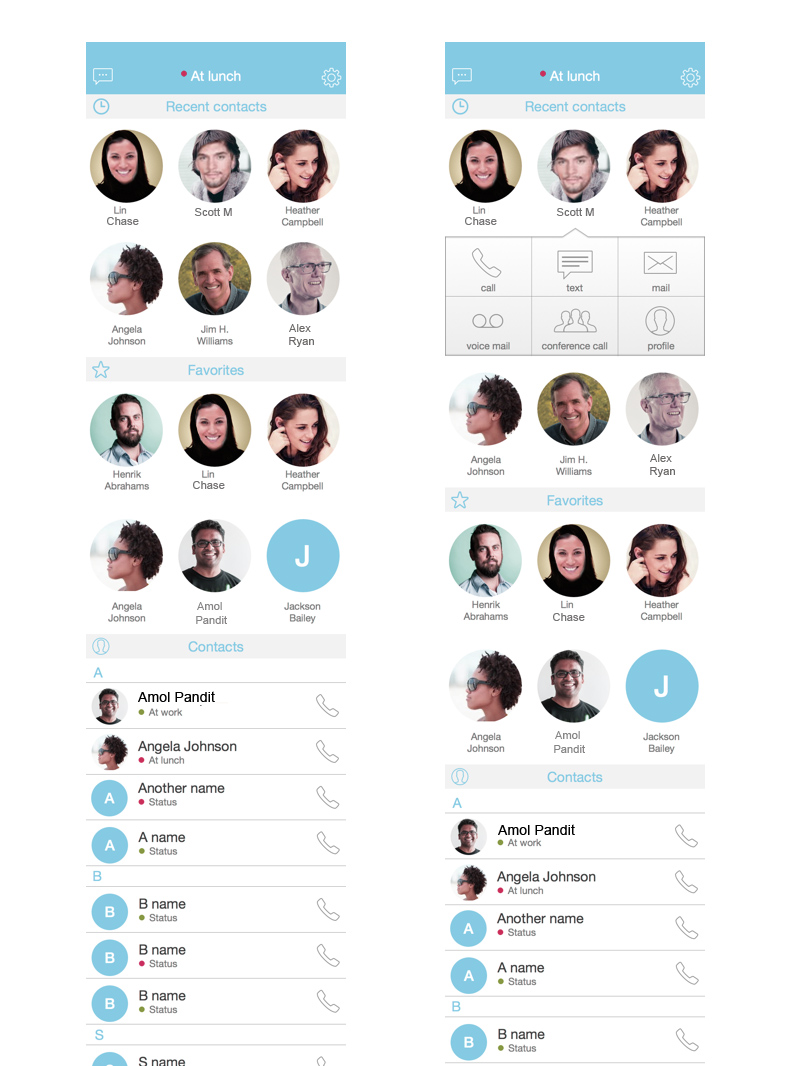 At lunch
Recent contacts
Lin
Chase
Scott M
Heather
Campbell
Angela
Johnson
Jim H.
Williams
Alex
Ryan
Favorites
Henrik
Abrahams
Lin
Chase
Heather
Campbell
Angela
Johnson
Amol
Pandit
J
Jackson
Bailey
Contacts
A
Amol Pandit
At work
Angela Johnson
At lunch
A
Another name
Status
A
A name
Status
B
B
B name
Status
B
B name
Status
B
B name
Status
S
S name
At lunch
Recent contacts
Lin
Chase
Scott M
Heather
Campbell
call
text
mail
voice mail
conference call
profile
Angela
Johnson
Jim H.
Williams
Alex
Ryan
Favorites
Henrik
Abrahams
Lin
Chase
Heather
Campbell
Angela
Johnson
Amol
Pandit
J
Jackson
Bailey
Contacts
A
Amol Pandit
At work
Angela Johnson
At lunch
A
Another name
Status
A
A name
Status
B
B
B name
Status